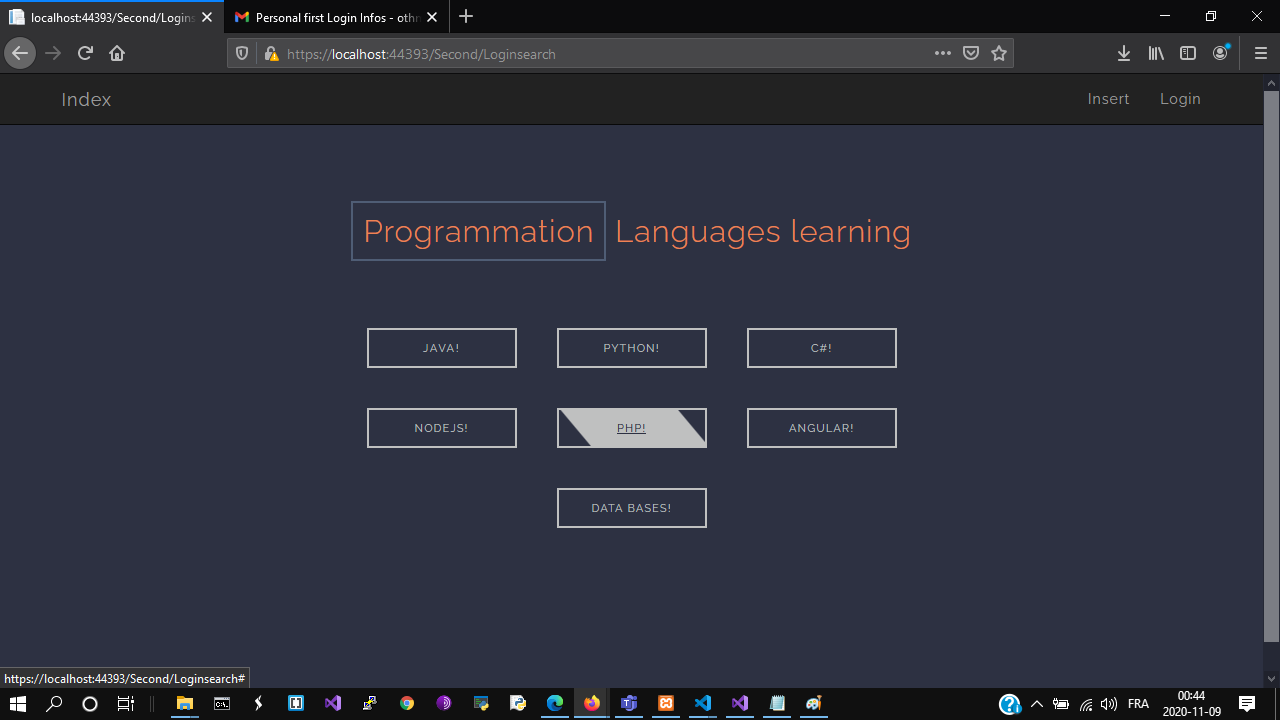 localhost:44393/Second/Logins
Personal first Login Infos - oth
https://localhost:44393/Second/Loginsearch
Index
Insert
Login
Programmation Languages learning
JAVA!
PYTHON!
C#!
NODEJS!
PHP!
ANGULAR!
DATA BASES!
https://localhost:44393/Second/Loginsearch#
FRA
00:44
2020-11-09